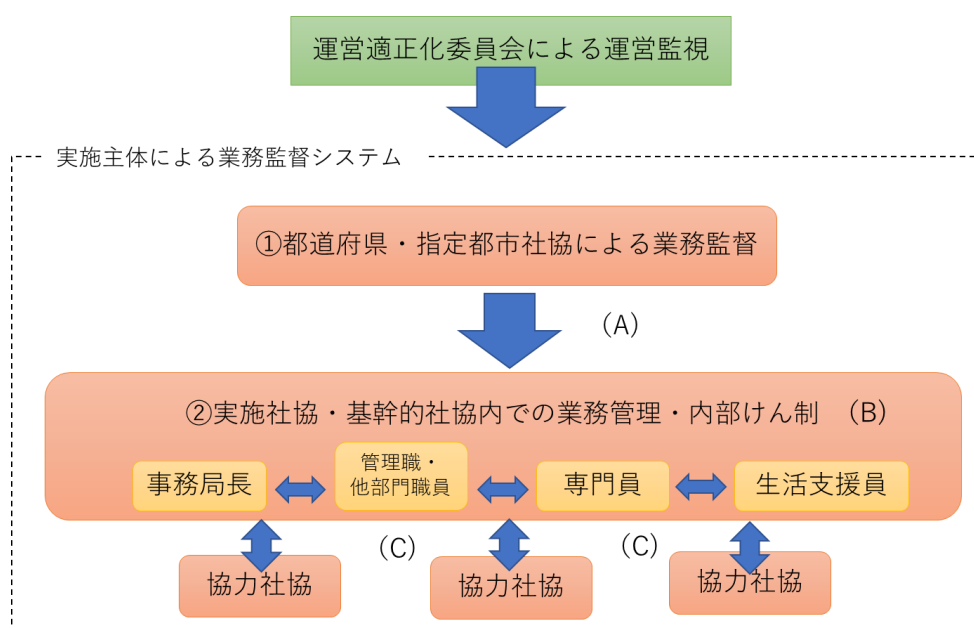 運営適正化委員会による運営監視
実施主体による業務監督システム
①都道府県・指定都市社協による業務監督
(A)
②実施社協・基幹的社協内での業務管理・内部けん制 (B)
事務局長
管理職・
他部門職員
専門員
生活支援員
(C)
(C)
協力社協
協力社協
協力社協